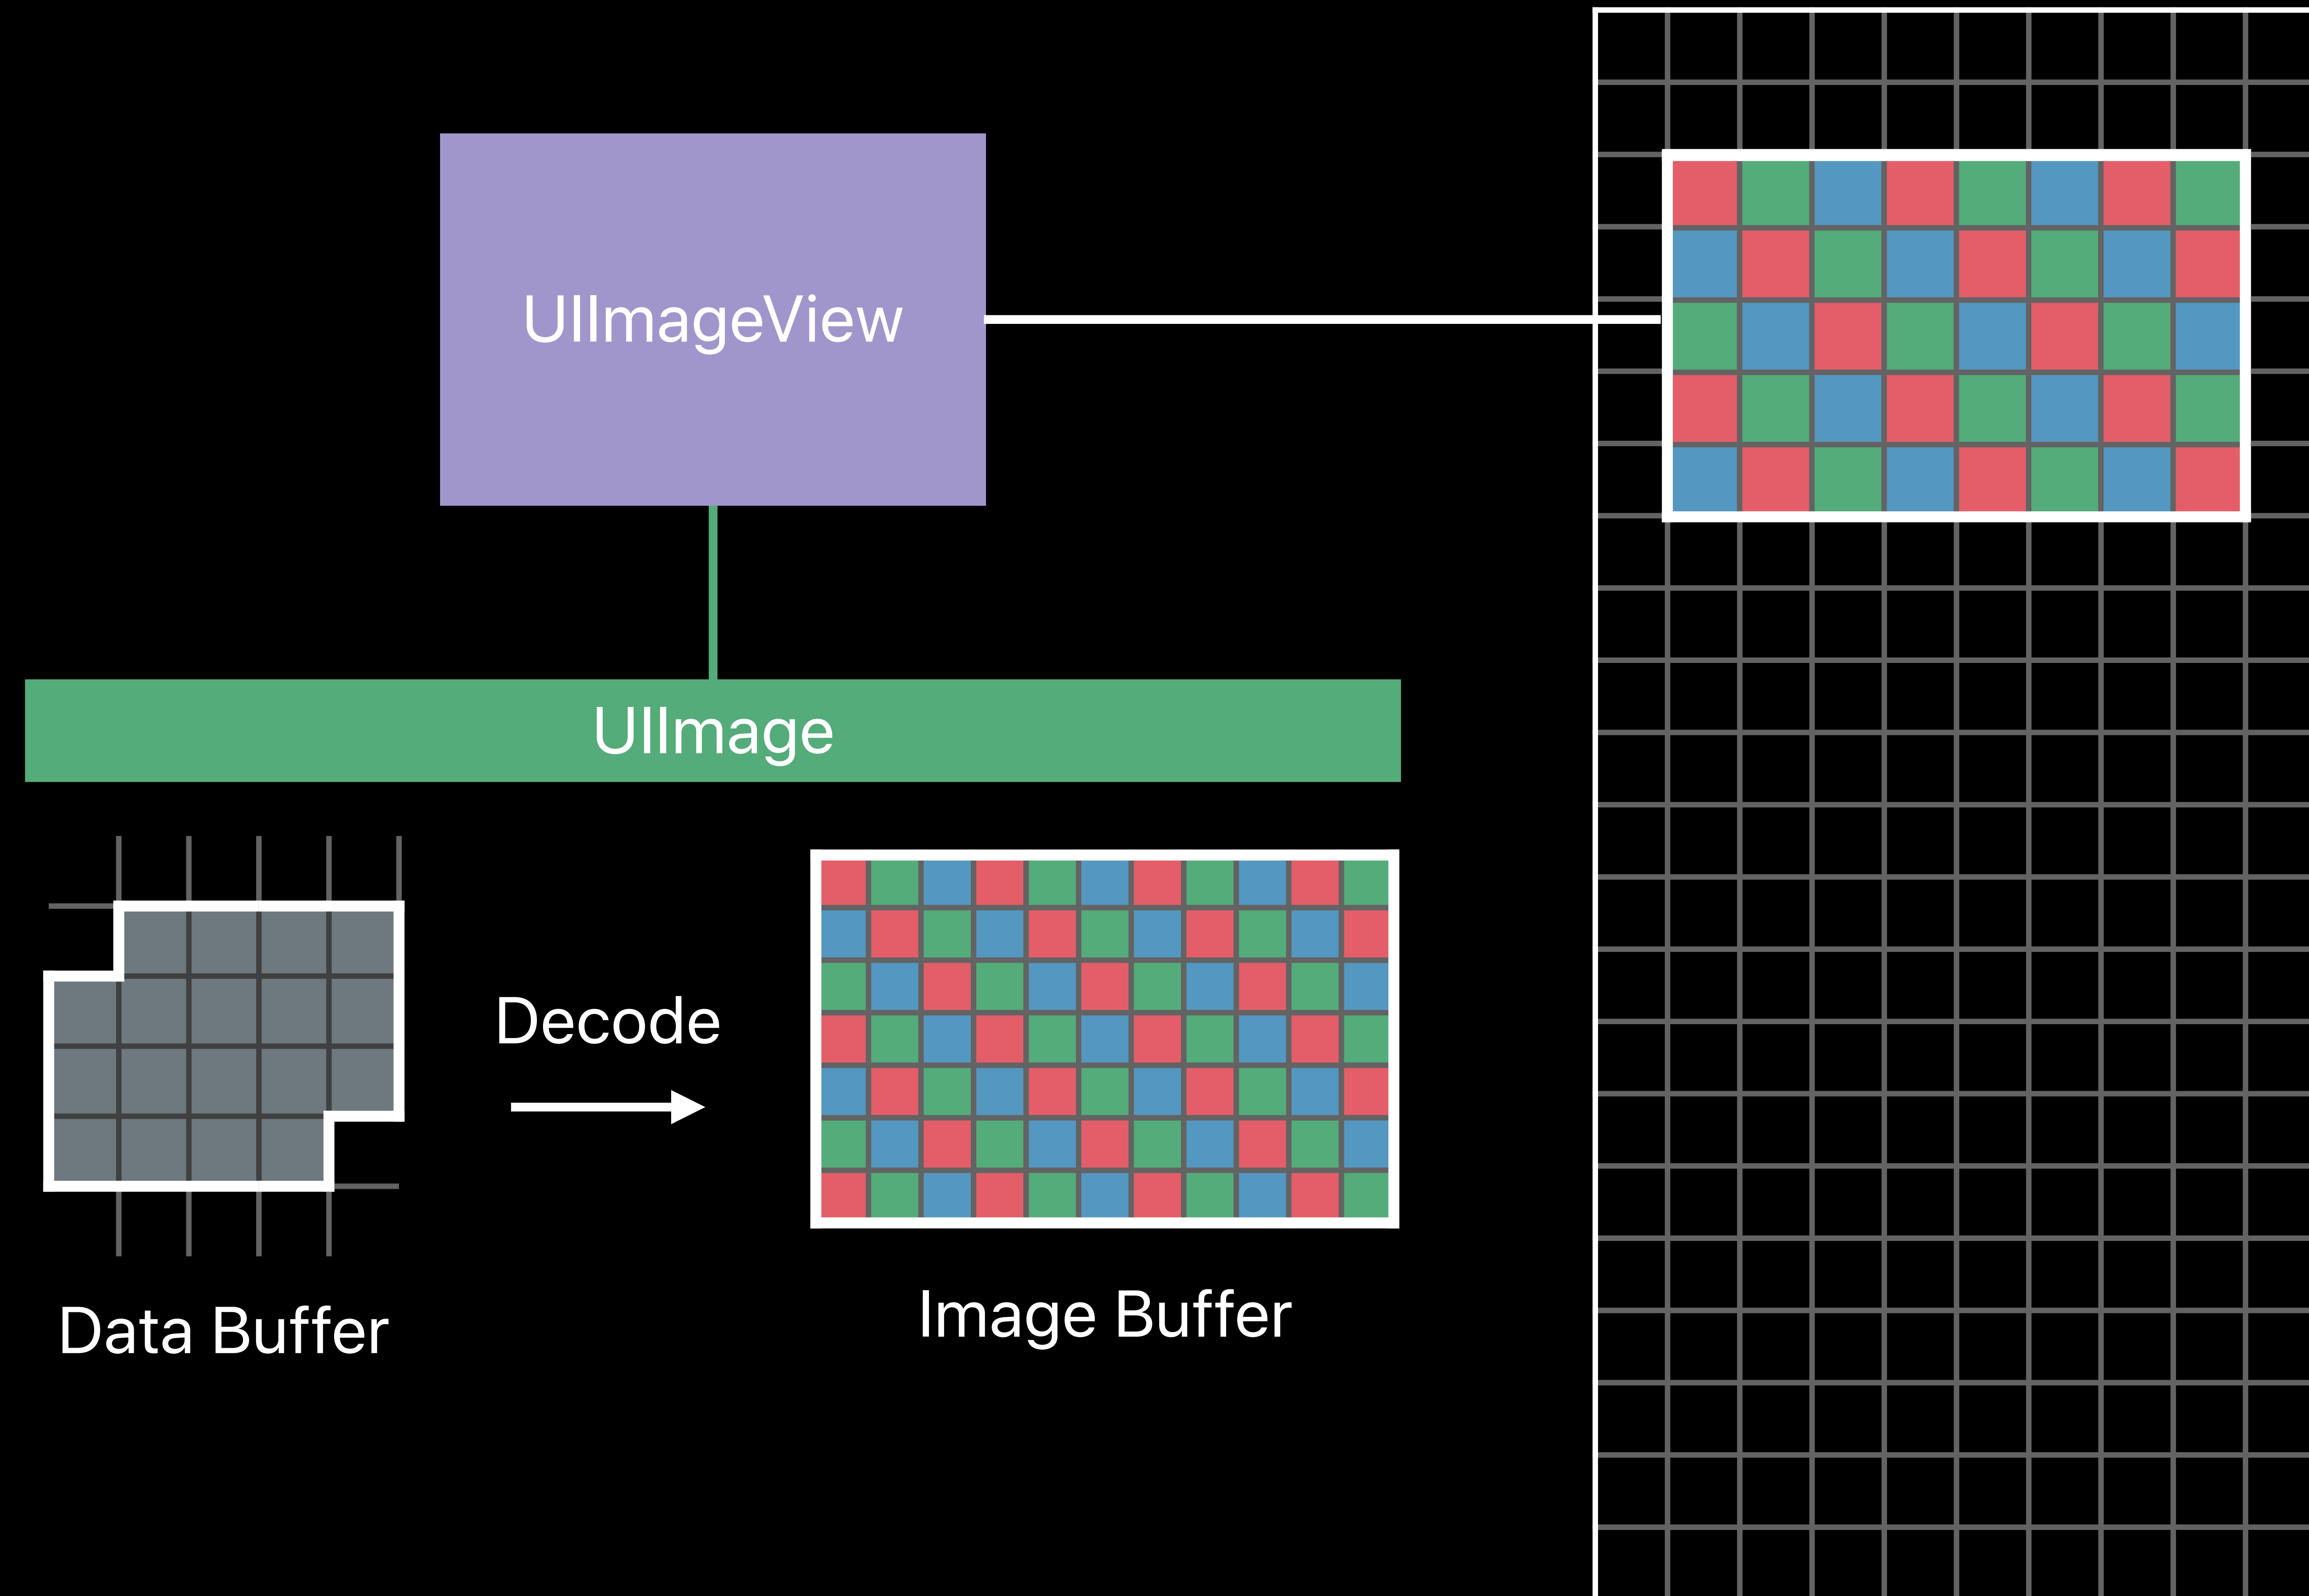 UIImageView
UIImage
Decode
Data Buffer
Image Buffer